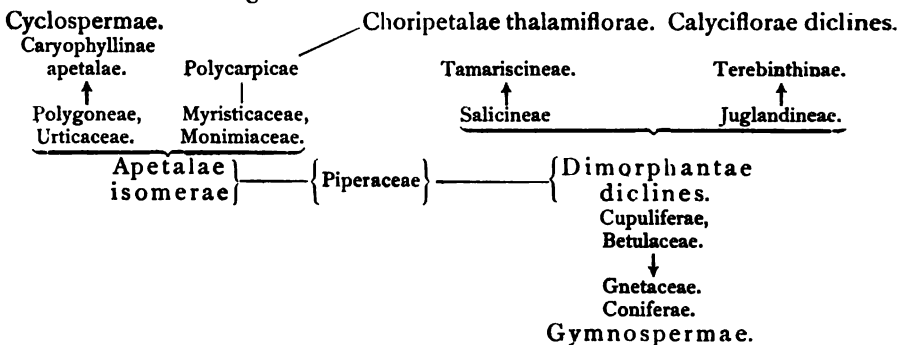 Cyclospermae. Choripetalae thalamiflorae. Calyciflorae diclines.
Caryophyllinae
apetalae. Polycarpicae Tamariscineae. Terebinthinae.
Polygoneae, Myristicaceae, Salicineae Juglandineae.
Urticaceae. Monimiaceae.
Apetalae {Piperaceae} Dimorphantae
isomerae diclines.
Cupuliferae,
Betulaceae.
Gnetaceae.
Coniferae.
Gymnospermae.